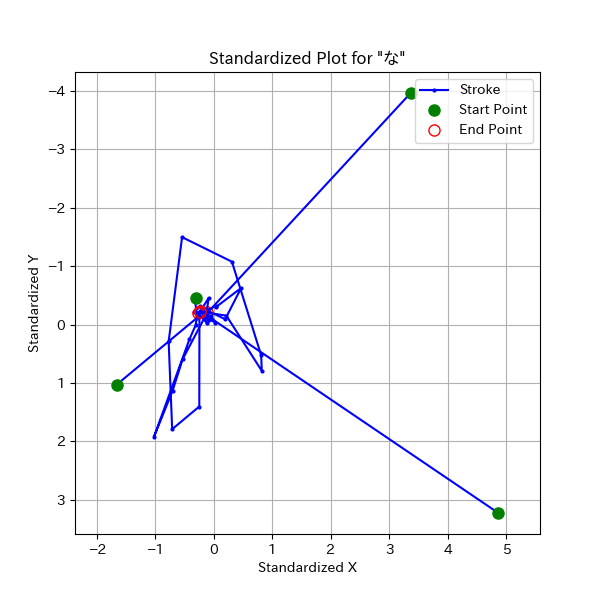 Standardized Plot for "な"
Stroke
Start Point
End Point
Standardized Y
−4
−3
−2
−1
0
1
2
3
−2 −1 0 1 2 3 4 5
Standardized X